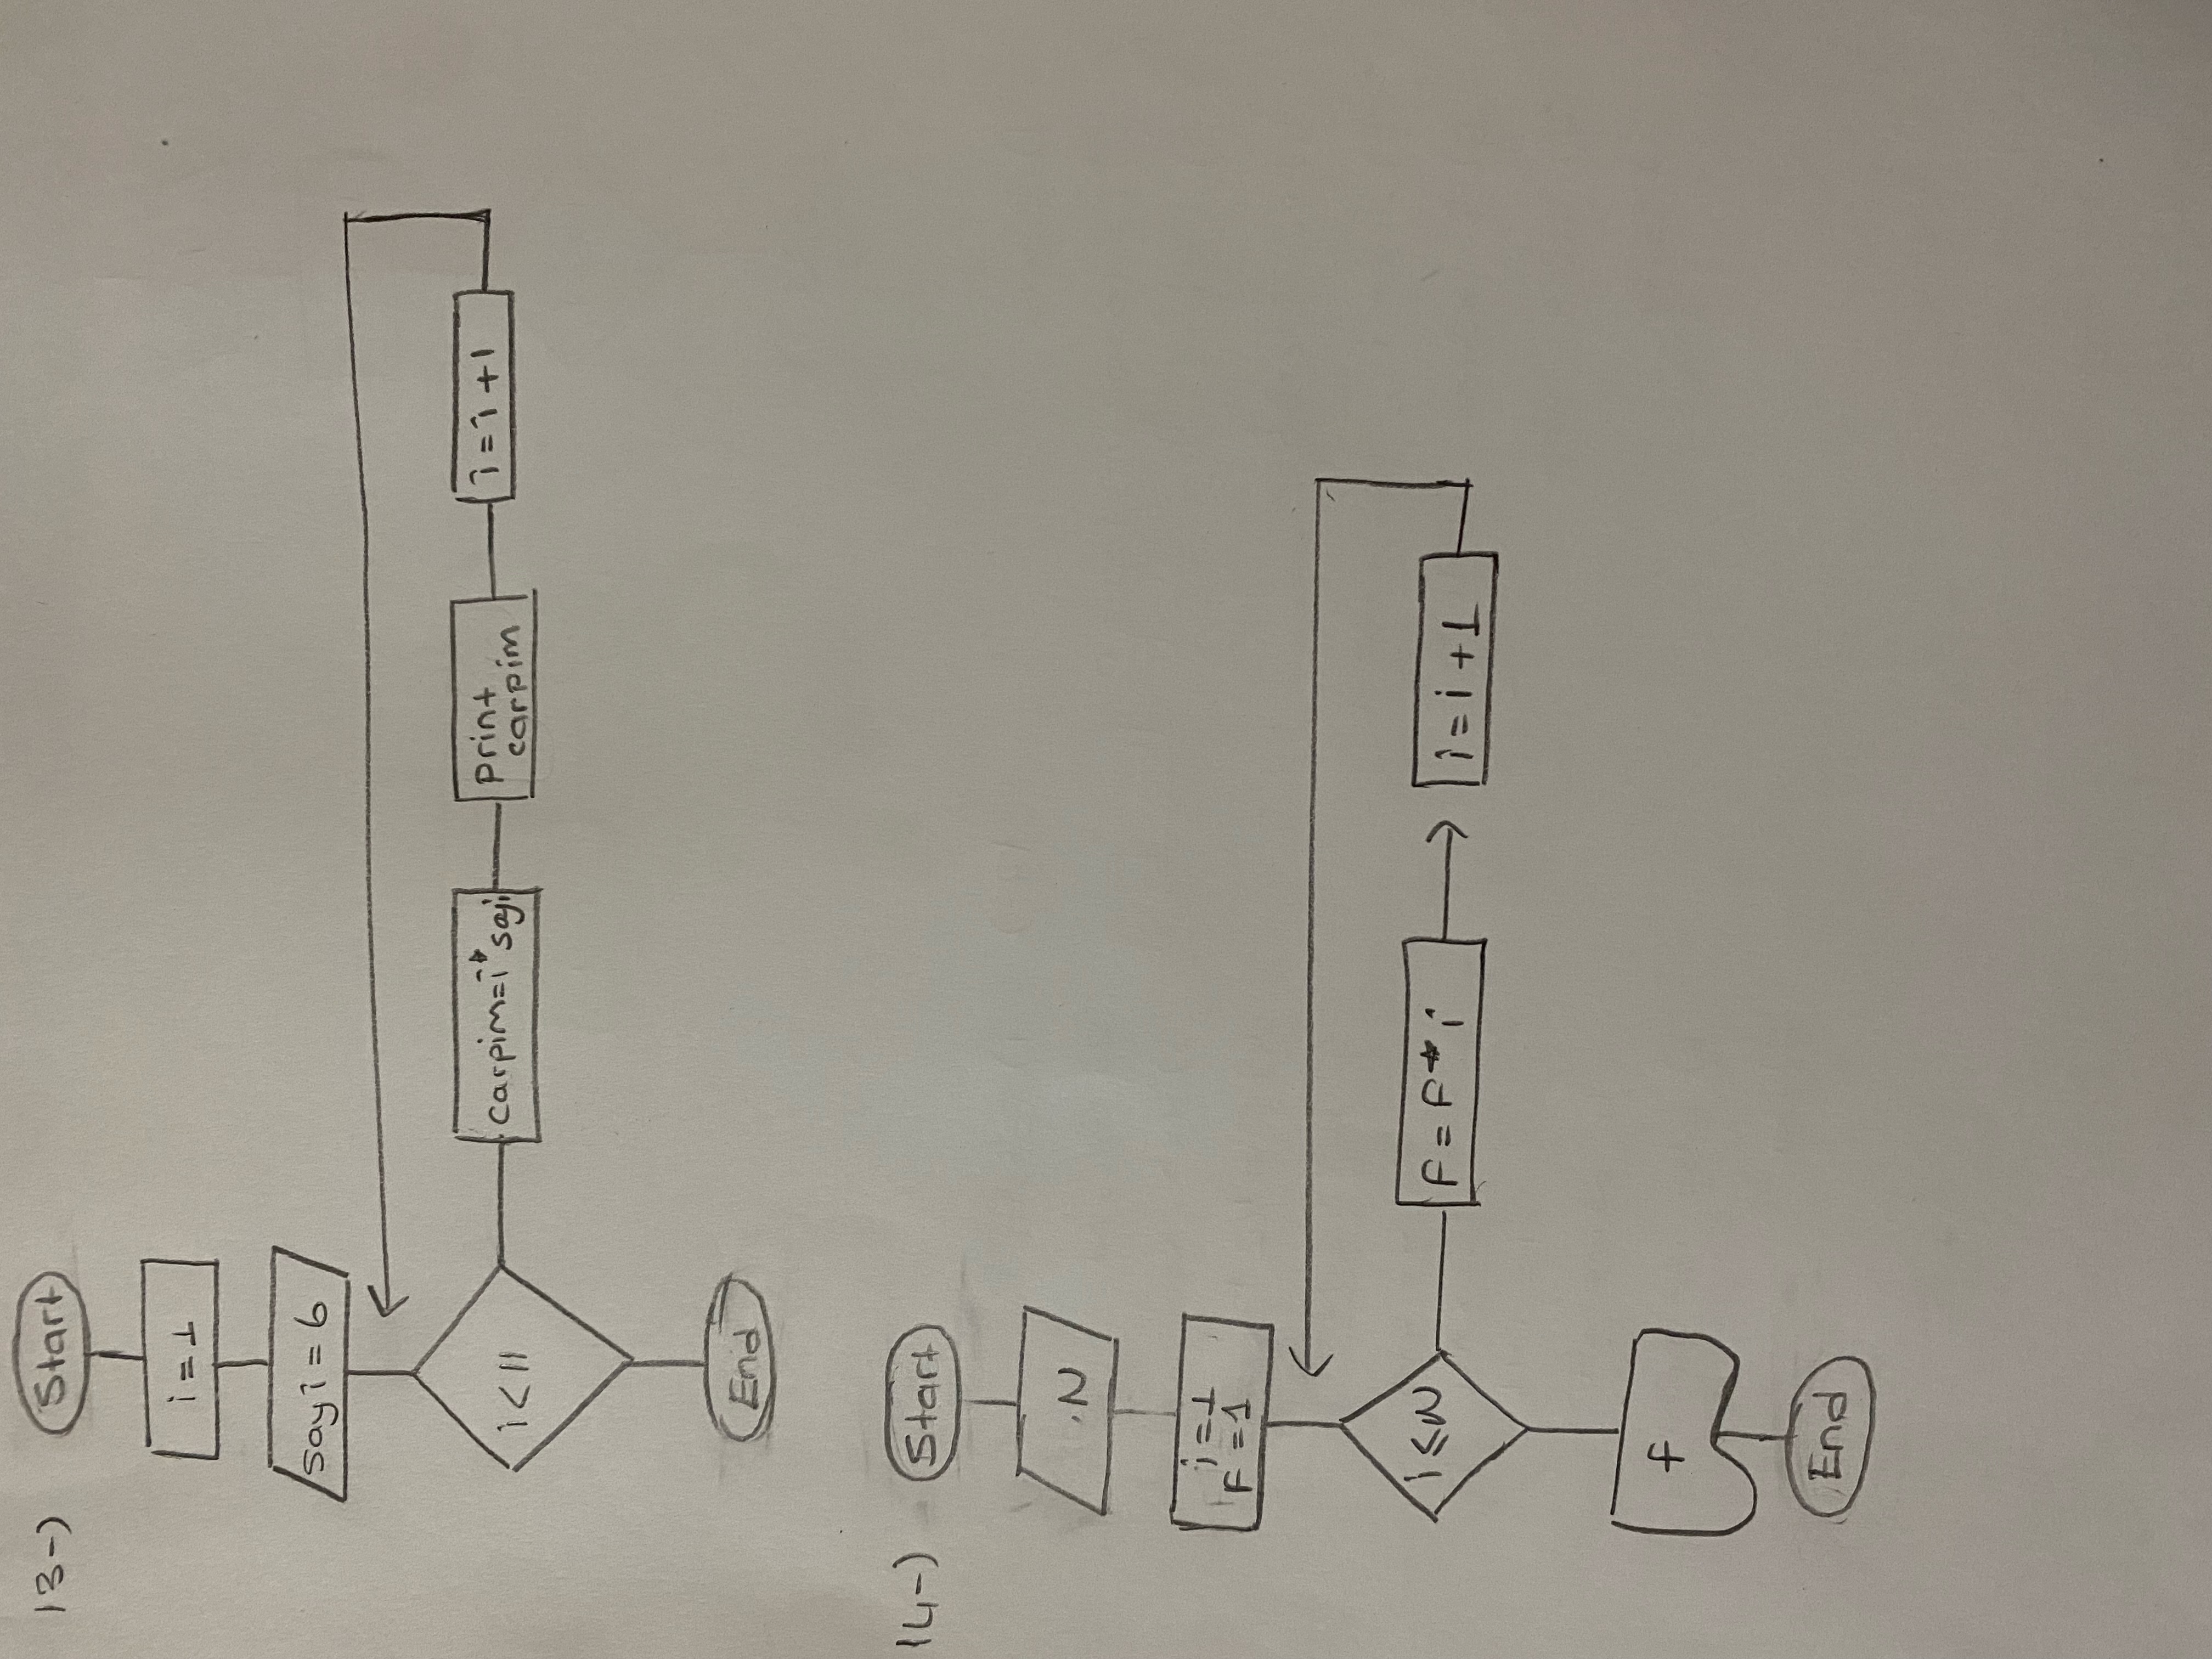 13-)
Start
i = 1
sayi = 6
i < 11
carpim=i*sayi
print
carpim
i = i + 1
End
14-)
Start
N
i = 1
F = 1
i ≤ N
F = F * i
i = i + 1
f
End